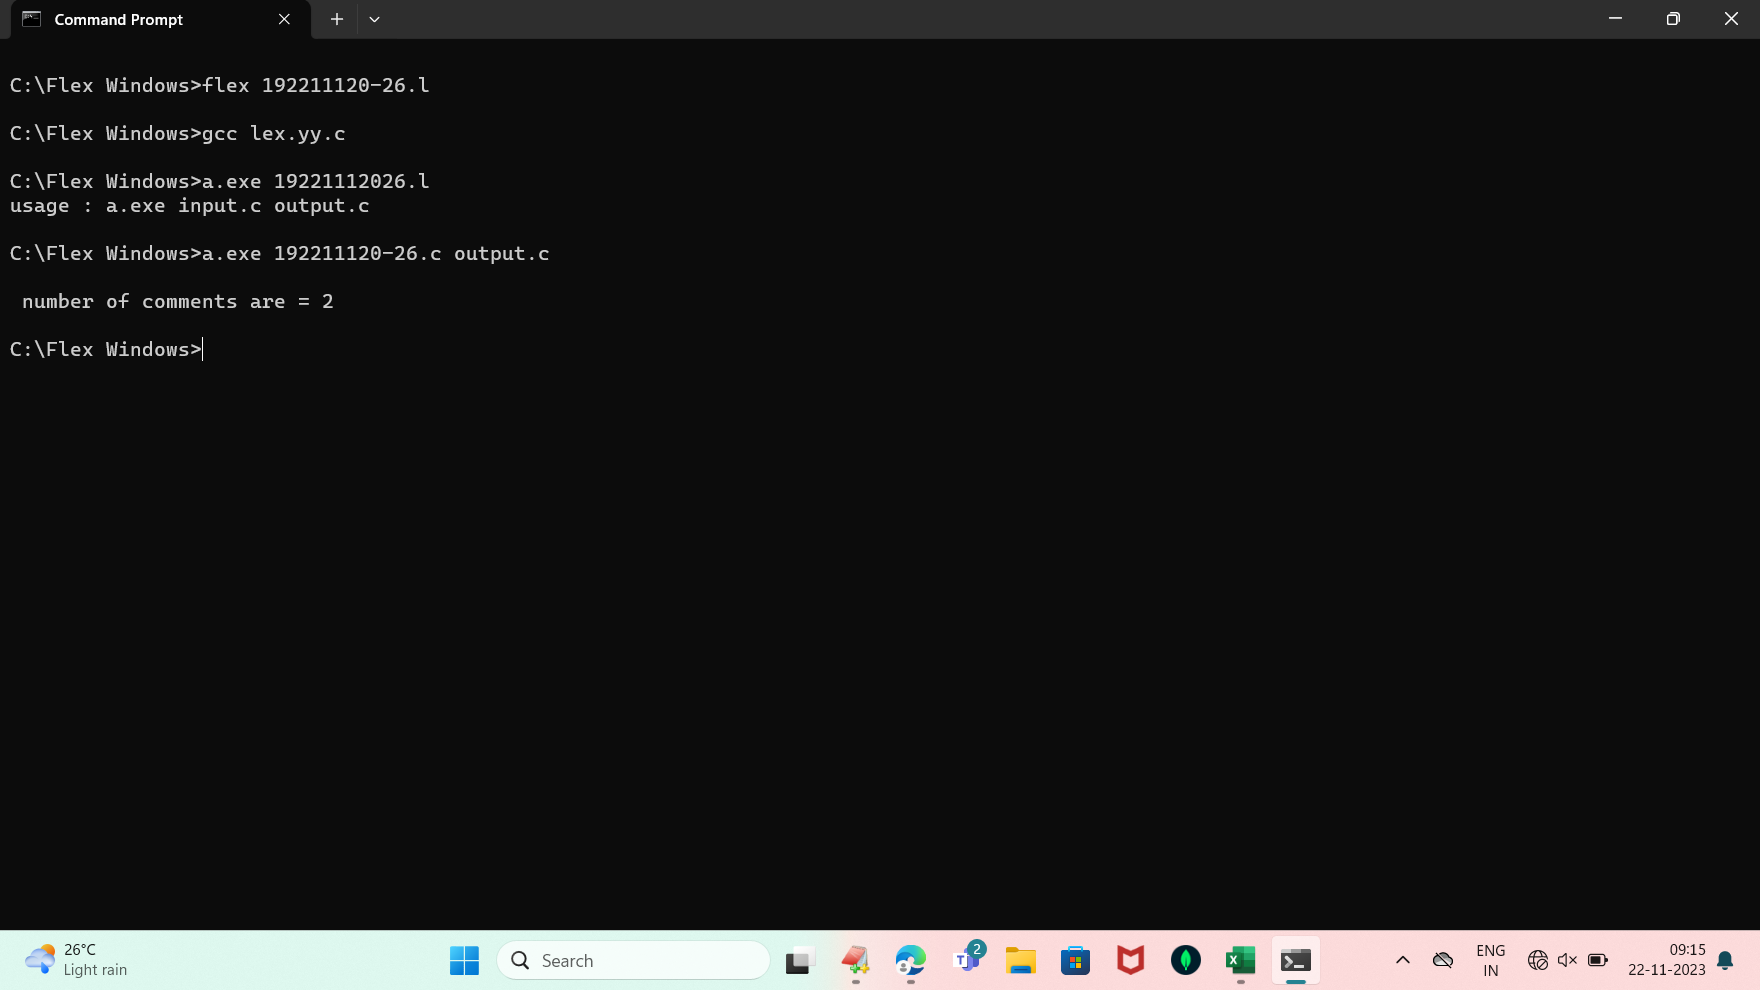 Command Prompt
C:\Flex Windows>flex 192211120-26.l
C:\Flex Windows>gcc lex.yy.c
C:\Flex Windows>a.exe 19221112026.l
usage : a.exe input.c output.c
C:\Flex Windows>a.exe 192211120-26.c output.c
number of comments are = 2
C:\Flex Windows>
26°C
Light rain
Search
2
ENG
IN
09:15
22-11-2023